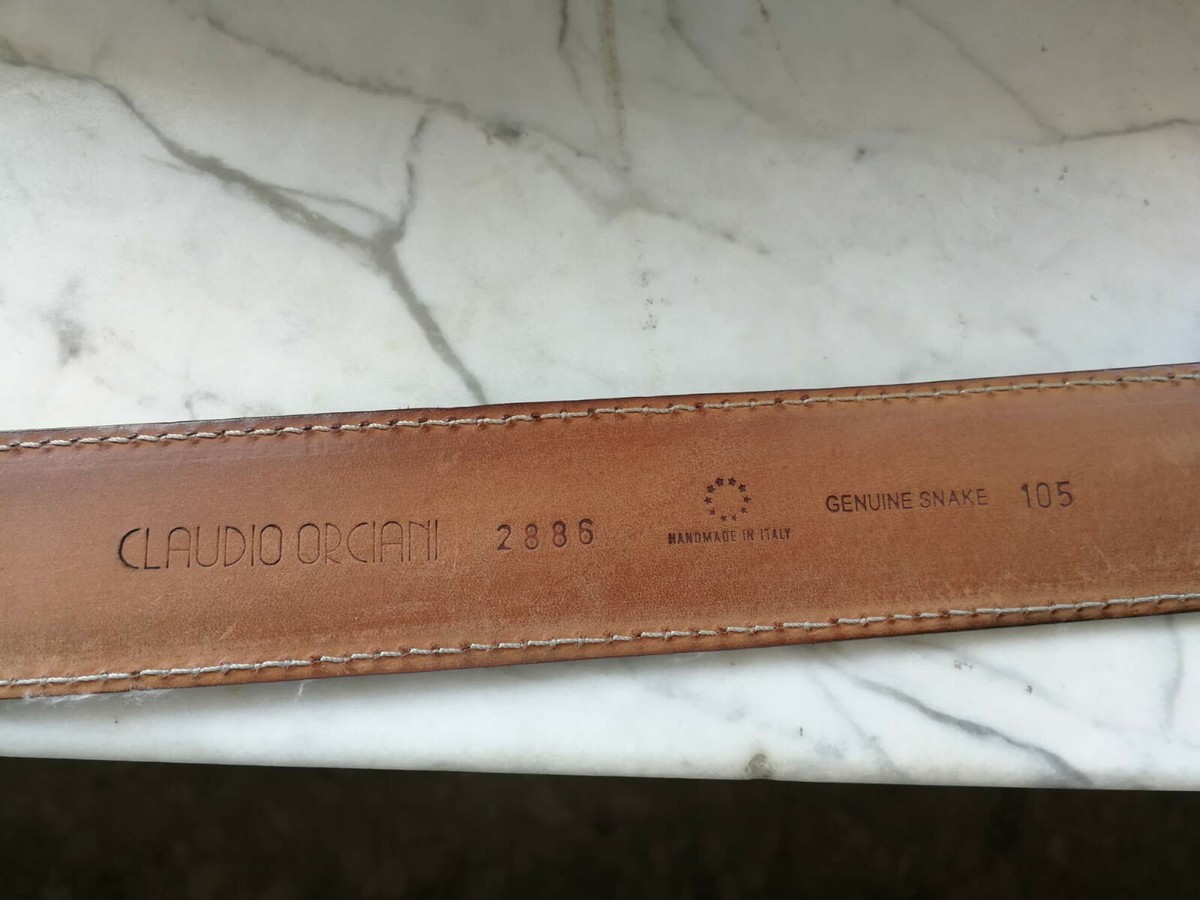 CLAUDIO ORCIANI 2886 HANDMADE IN ITALY GENUINE SNAKE 105